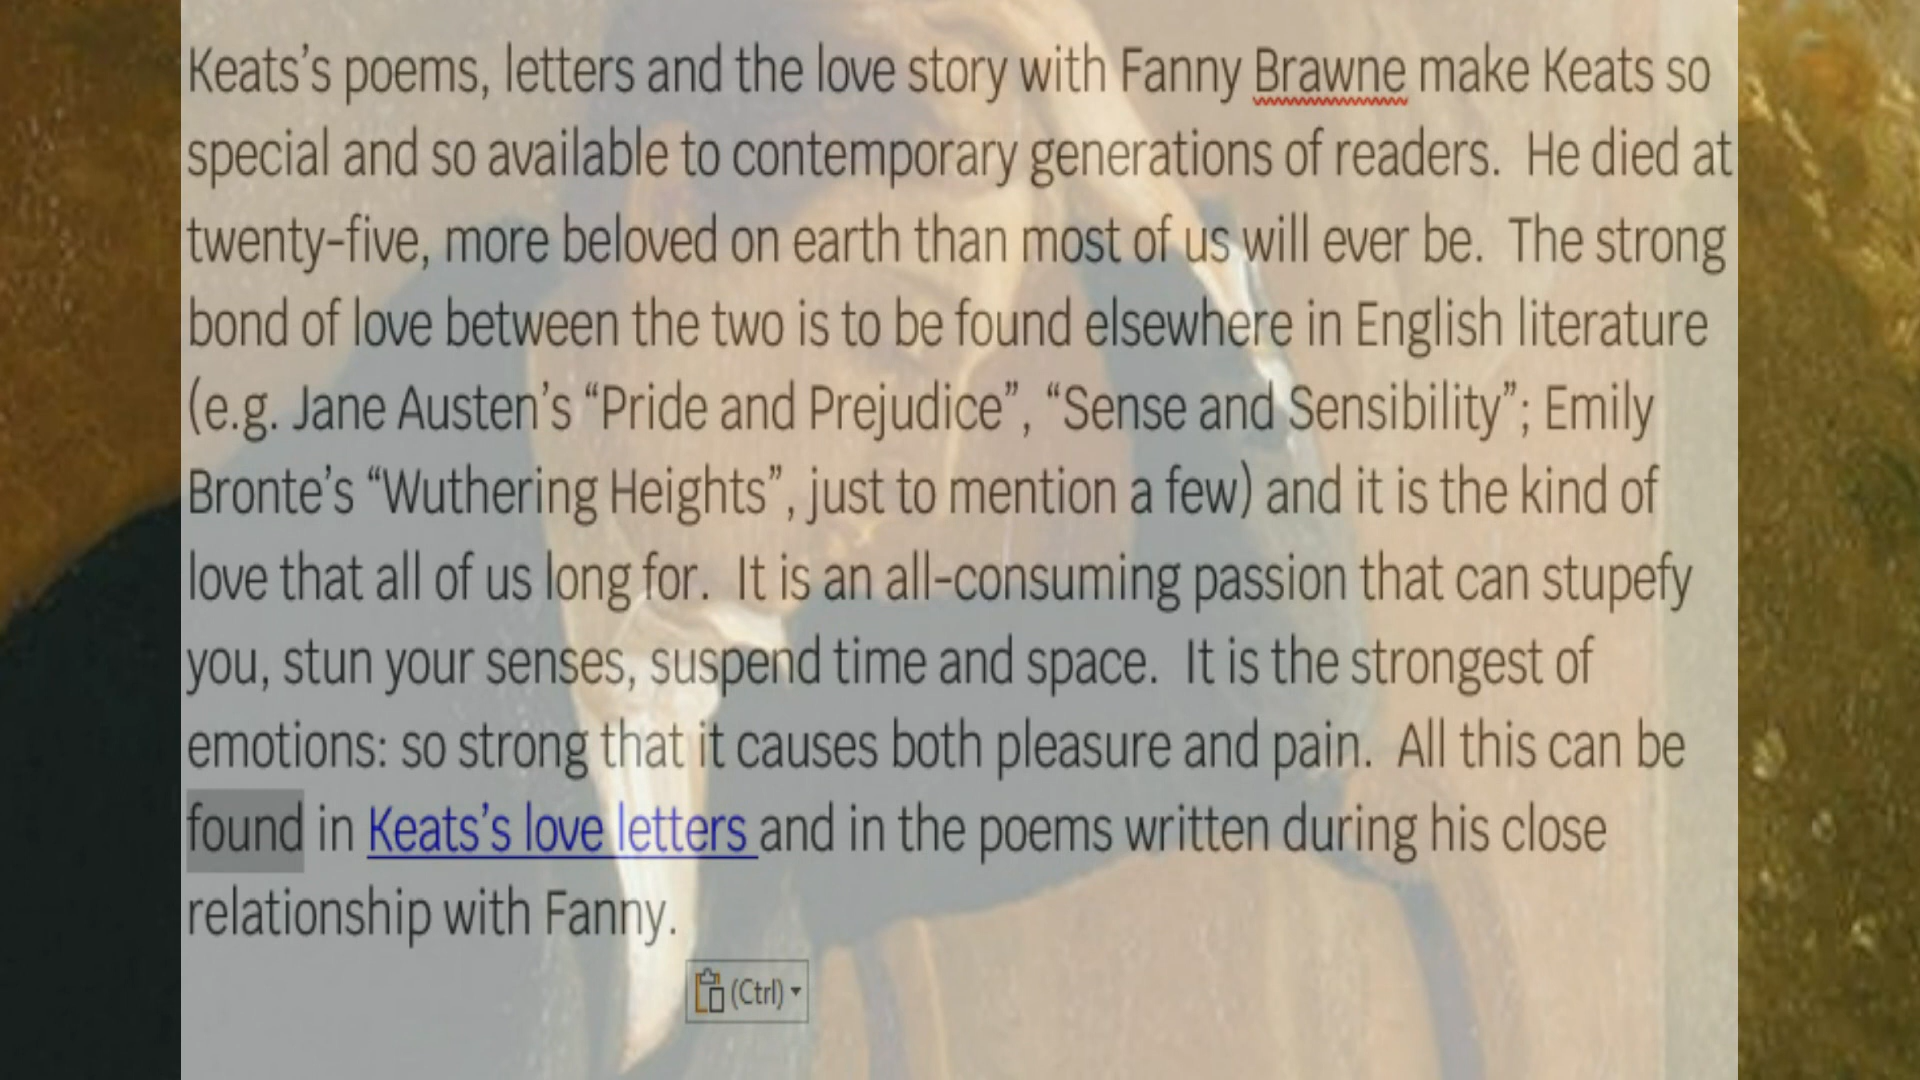 Keats’s poems, letters and the love story with Fanny Brawne make Keats so
special and so available to contemporary generations of readers.  He died at
twenty-five, more beloved on earth than most of us will ever be.  The strong
bond of love between the two is to be found elsewhere in English literature
(e.g. Jane Austen’s “Pride and Prejudice”, “Sense and Sensibility”; Emily
Bronte’s “Wuthering Heights”, just to mention a few) and it is the kind of
love that all of us long for.  It is an all-consuming passion that can stupefy
you, stun your senses, suspend time and space.  It is the strongest of
emotions: so strong that it causes both pleasure and pain.  All this can be
found in Keats’s love letters and in the poems written during his close
relationship with Fanny.
(Ctrl)